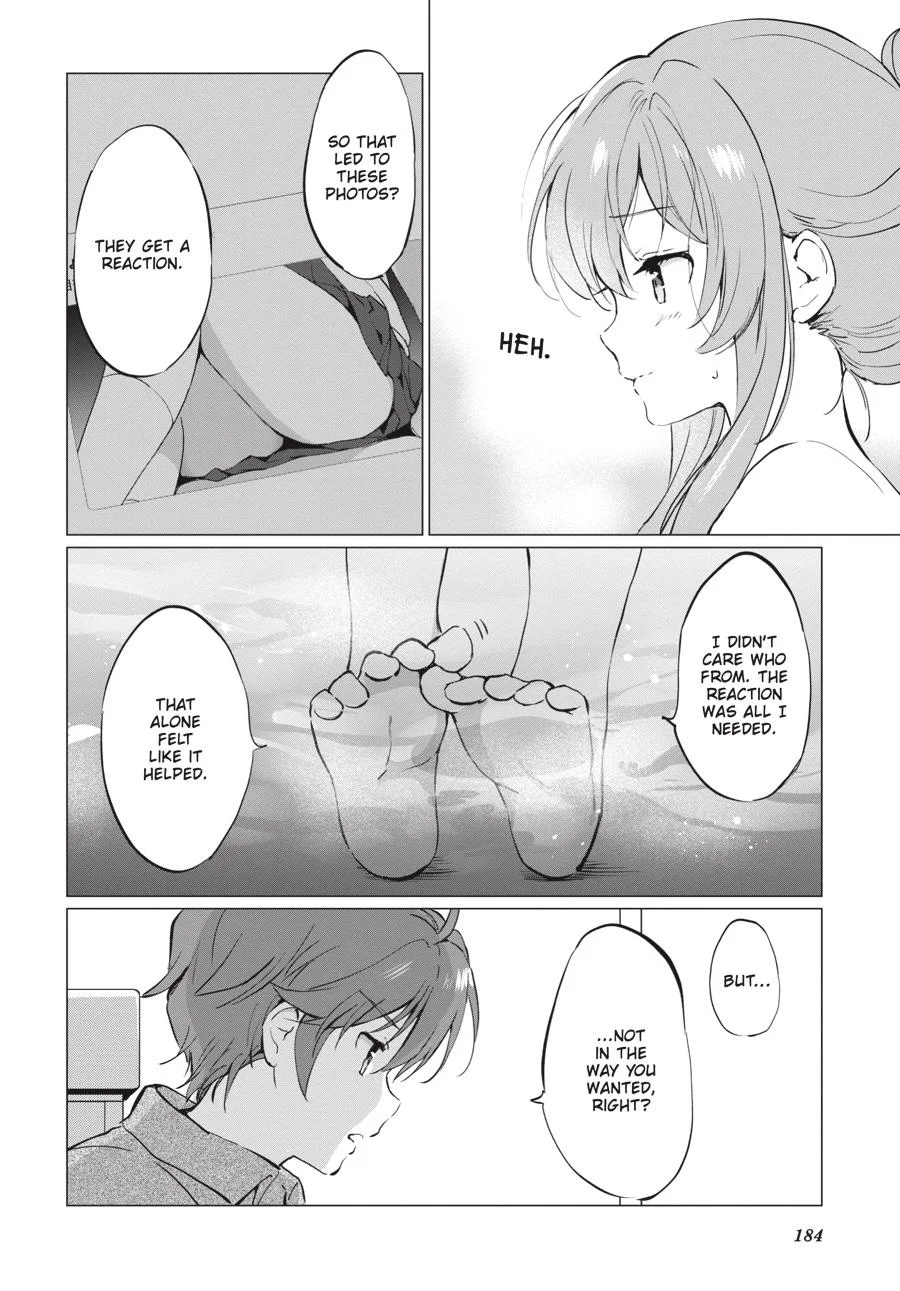 HEH.
SO THAT
LED TO
THESE
PHOTOS?
THEY GET A
REACTION.
I DIDN'T
CARE WHO
FROM. THE
REACTION
WAS ALL I
NEEDED.
THAT
ALONE
FELT
LIKE IT
HELPED.
BUT...
...NOT
IN THE
WAY YOU
WANTED,
RIGHT?
184